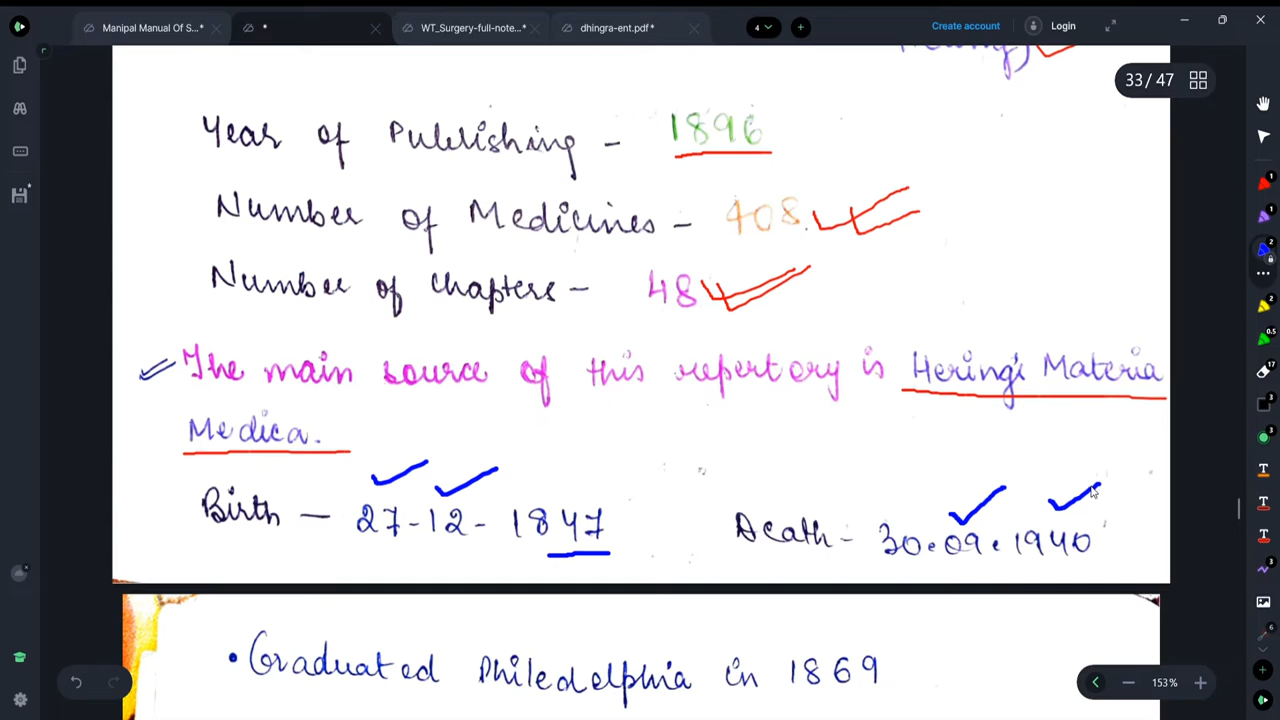 Manipal Manual Of S...*
*
WT_Surgery-full-note...*
dhingra-ent.pdf*
4
Create account
Login
33 / 47
Year of Publishing - 1896
Number of Medicines - 408.
Number of chapters - 48
The main source of this repertory is Hering's Materia
Medica.
Birth - 27-12-1847
Death - 30.09.1940
• Graduated Philedelphia in 1869
153%